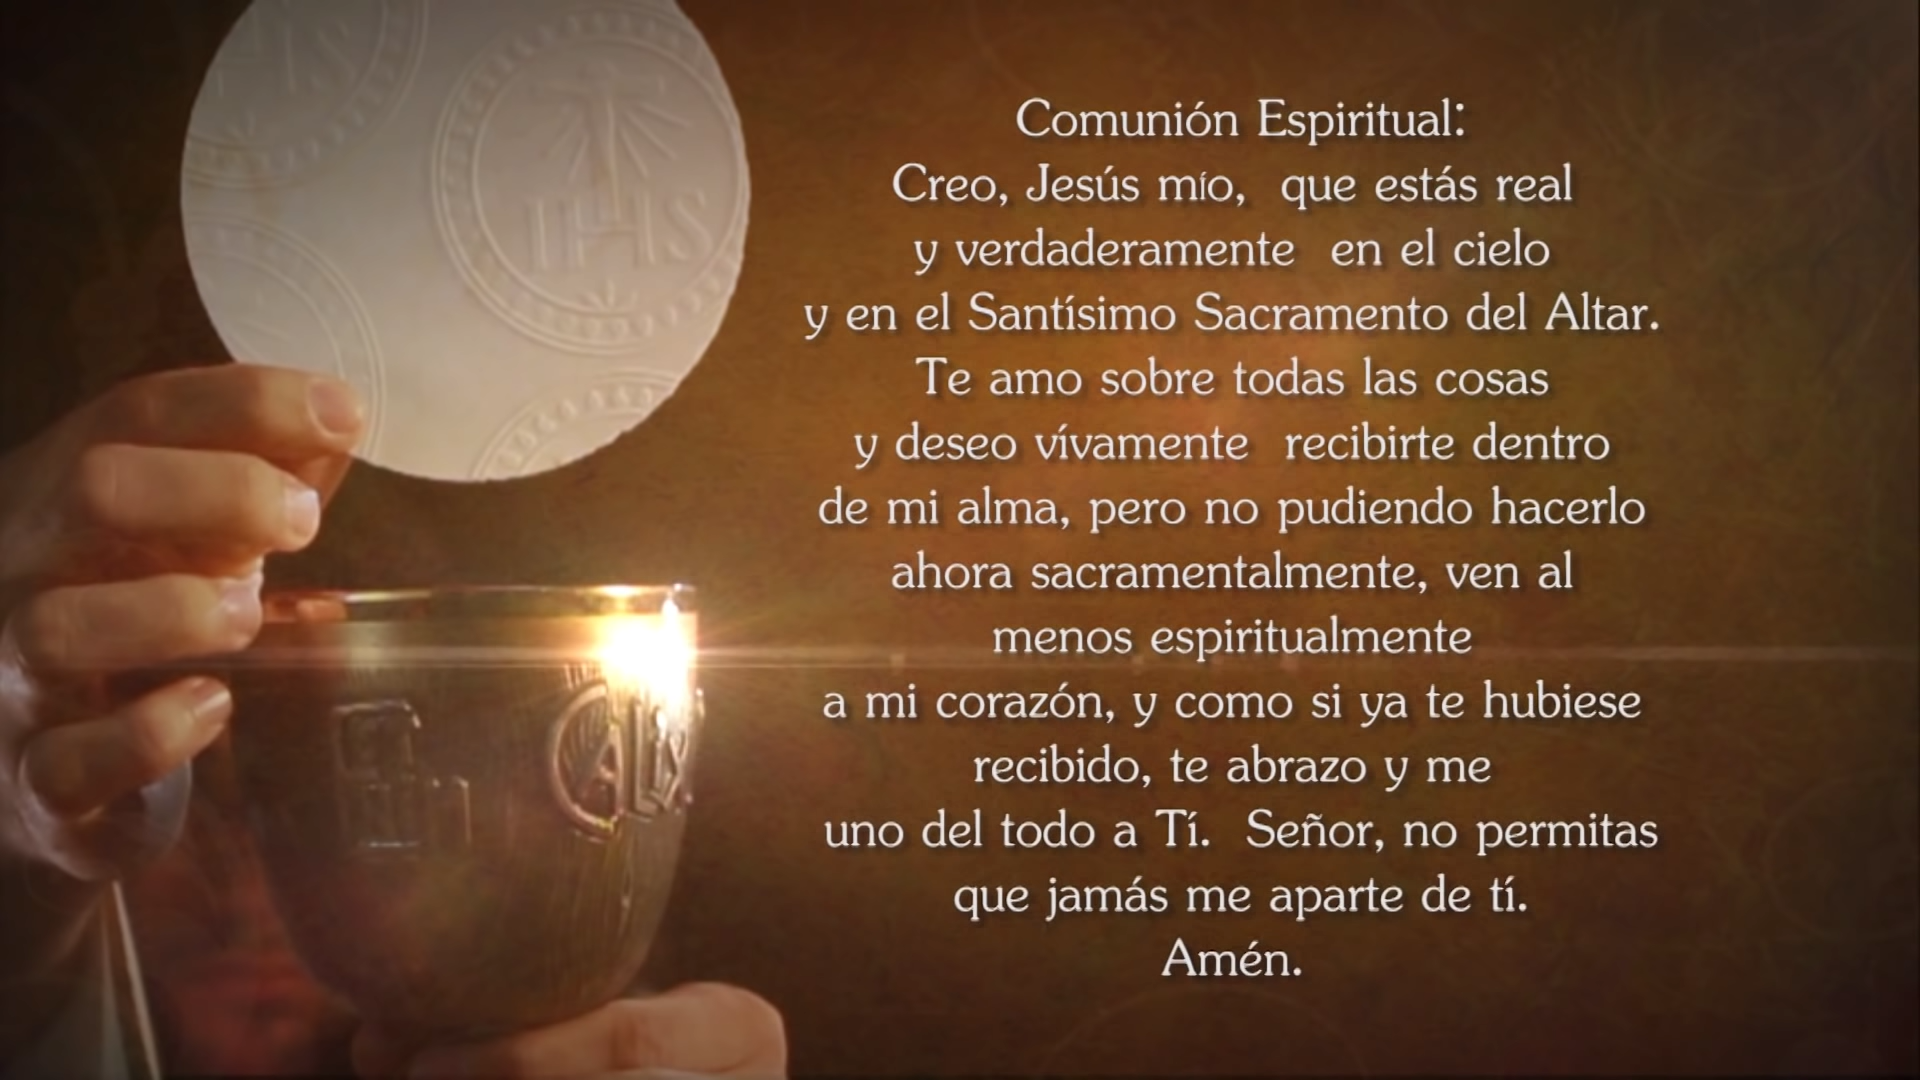 IHS
CALIX
Comunión Espiritual:
Creo, Jesús mío, que estás real
y verdaderamente en el cielo
y en el Santísimo Sacramento del Altar.
Te amo sobre todas las cosas
y deseo vívamente recibirte dentro
de mi alma, pero no pudiendo hacerlo
ahora sacramentalmente, ven al
menos espiritualmente
a mi corazón, y como si ya te hubiese
recibido, te abrazo y me
uno del todo a Tí. Señor, no permitas
que jamás me aparte de tí.
Amén.